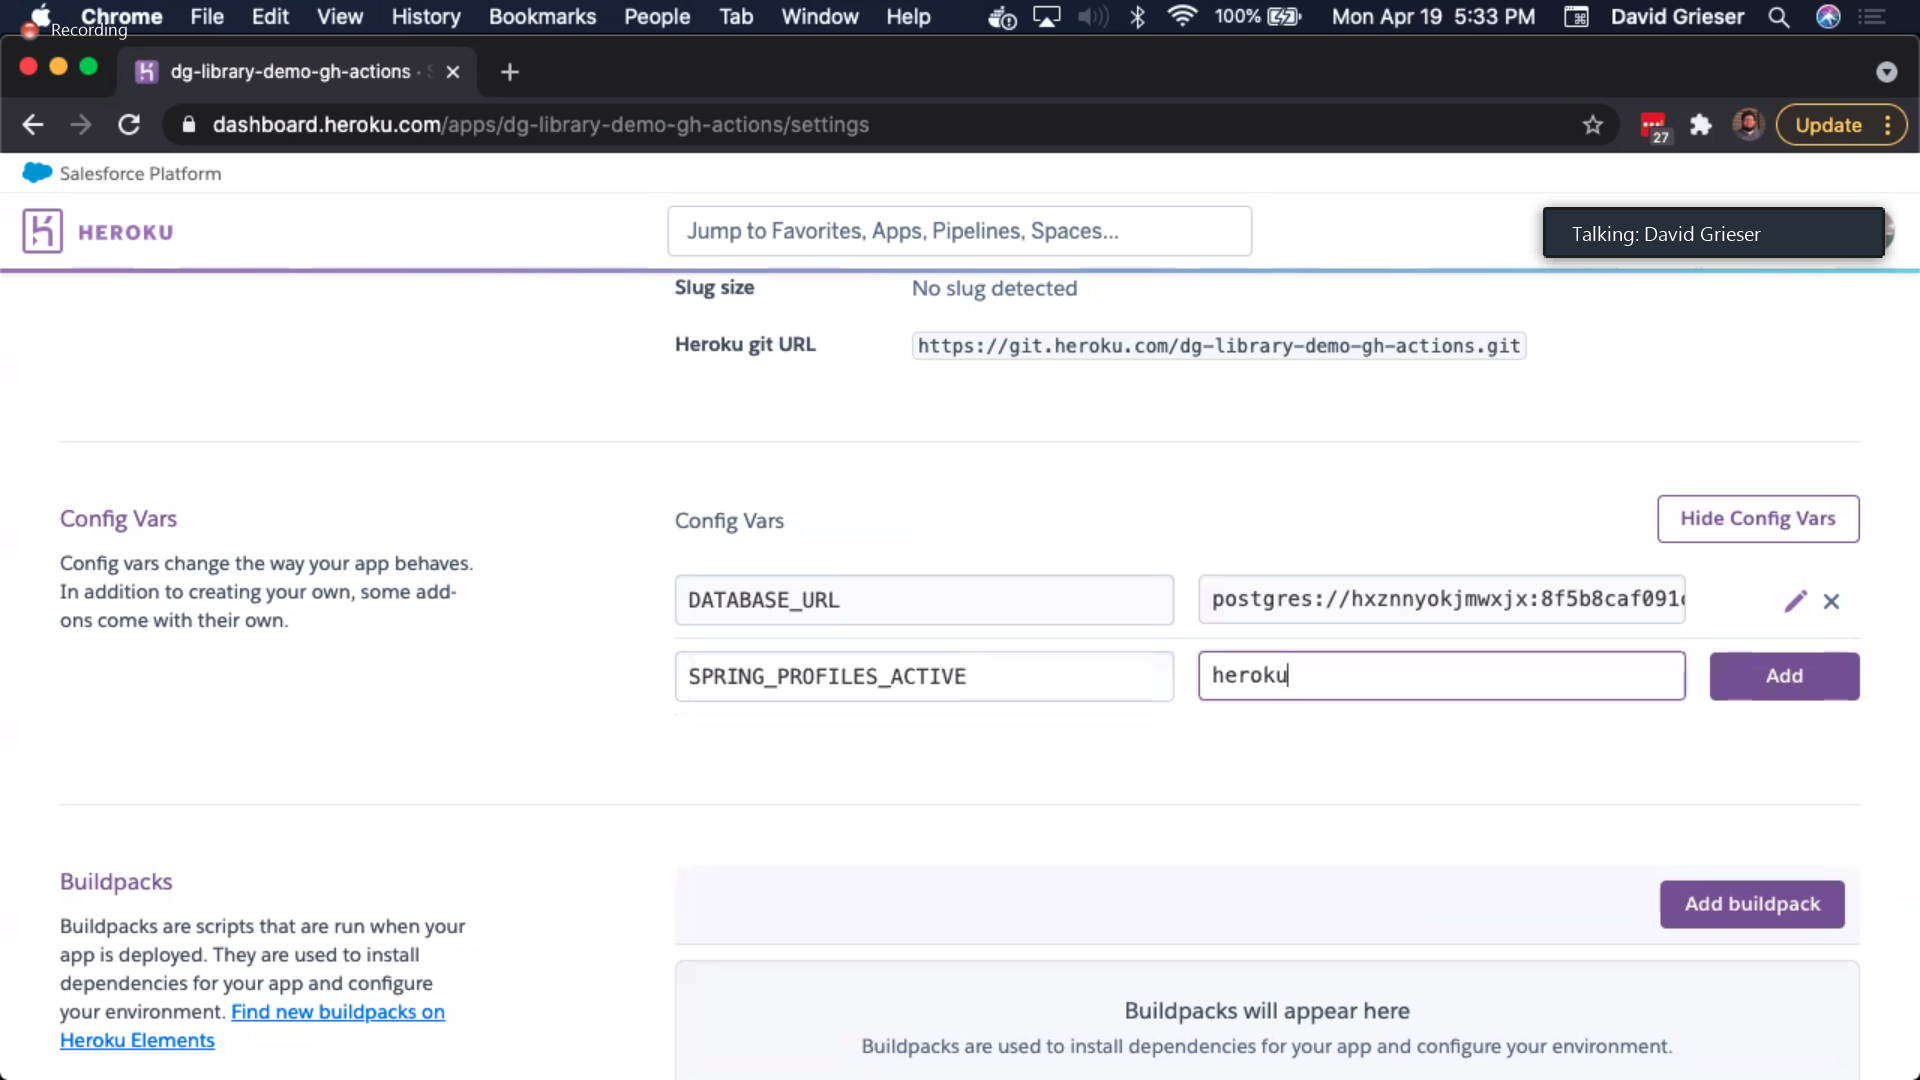 Chrome File Edit View History Bookmarks People Tab Window Help 100% Mon Apr 19 5:33 PM David Grieser
Recording
dg-library-demo-gh-actions
dashboard.heroku.com/apps/dg-library-demo-gh-actions/settings
27
Update
Salesforce Platform
HEROKU
Jump to Favorites, Apps, Pipelines, Spaces...
Talking: David Grieser
Slug size No slug detected
Heroku git URL https://git.heroku.com/dg-library-demo-gh-actions.git
Config Vars
Config vars change the way your app behaves.
In addition to creating your own, some add-
ons come with their own.
Config Vars
Hide Config Vars
DATABASE_URL postgres://hxznnyokjmwxjx:8f5b8caf091
SPRING_PROFILES_ACTIVE heroku Add
Buildpacks
Buildpacks are scripts that are run when your
app is deployed. They are used to install
dependencies for your app and configure
your environment. Find new buildpacks on
Heroku Elements
Add buildpack
Buildpacks will appear here
Buildpacks are used to install dependencies for your app and configure your environment.